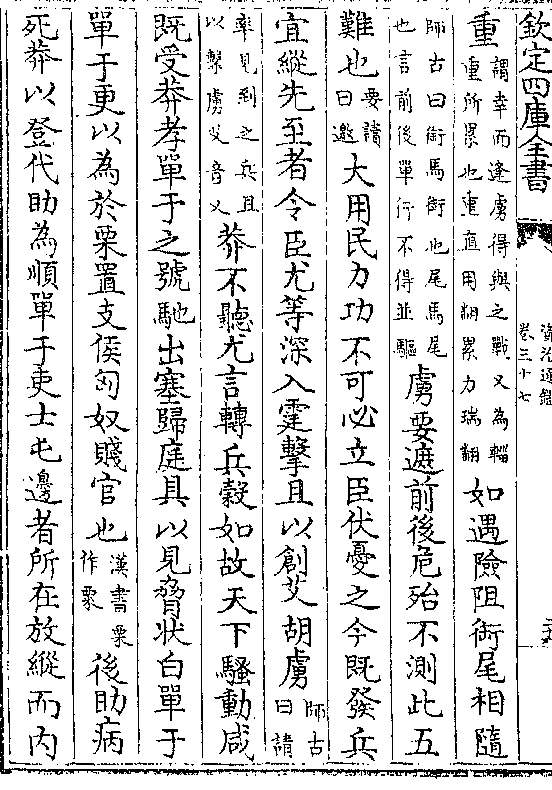 欽定四庫全書
資治通鑑
卷三十七
重謂幸而逢虜得與之戰又為輜重所累也重直用翻累力瑞翻如遇險阻銜尾相隨
師古曰銜馬銜也尾馬尾也言前後單行不得並驅虜要遮前後危殆不測此五
難也要讀曰邀大用民力功不可必立臣伏憂之今既發兵
宜縱先至者令臣尤等深入霆擊且以創艾胡虜師古曰請率見到之兵且以擊虜艾音乂
莽不聽尤言轉兵穀如故天下騷動咸
既受莽孝單于之號馳出塞歸庭具以見脅狀白單于
單于更以為於栗置支侯匈奴賤官也漢書栗作粟後助病
死莽以登代助為順單于吏士屯邊者所在放縱而内